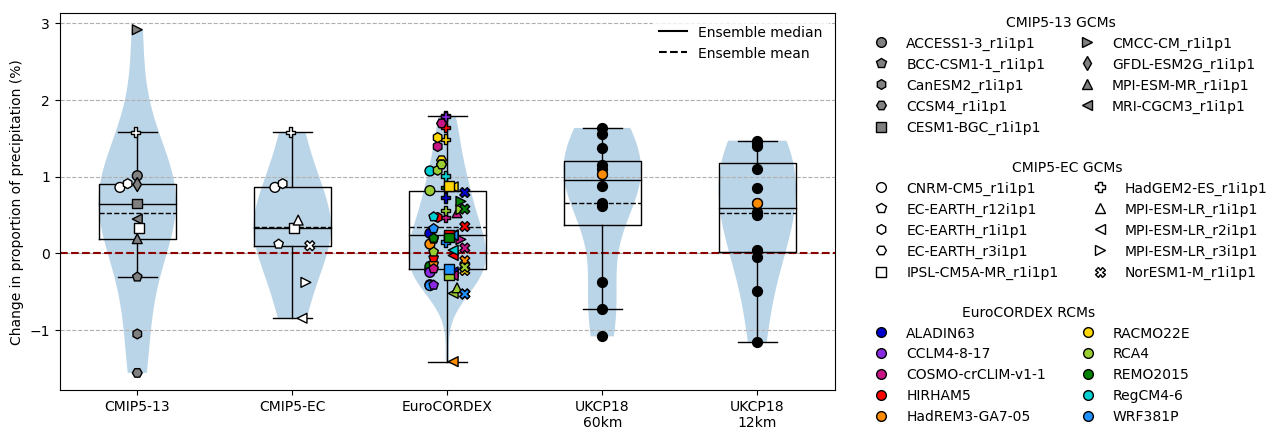 Change in proportion of precipitation (%)
3
2
1
0
−1
Ensemble median
Ensemble mean
CMIP5-13
CMIP5-EC
EuroCORDEX
UKCP18
60km
UKCP18
12km
CMIP5-13 GCMs
ACCESS1-3_r1i1p1
BCC-CSM1-1_r1i1p1
CanESM2_r1i1p1
CCSM4_r1i1p1
CESM1-BGC_r1i1p1
CMCC-CM_r1i1p1
GFDL-ESM2G_r1i1p1
MPI-ESM-MR_r1i1p1
MRI-CGCM3_r1i1p1
CMIP5-EC GCMs
CNRM-CM5_r1i1p1
EC-EARTH_r12i1p1
EC-EARTH_r1i1p1
EC-EARTH_r3i1p1
IPSL-CM5A-MR_r1i1p1
HadGEM2-ES_r1i1p1
MPI-ESM-LR_r1i1p1
MPI-ESM-LR_r2i1p1
MPI-ESM-LR_r3i1p1
NorESM1-M_r1i1p1
EuroCORDEX RCMs
ALADIN63
CCLM4-8-17
COSMO-crCLIM-v1-1
HIRHAM5
HadREM3-GA7-05
RACMO22E
RCA4
REMO2015
RegCM4-6
WRF381P